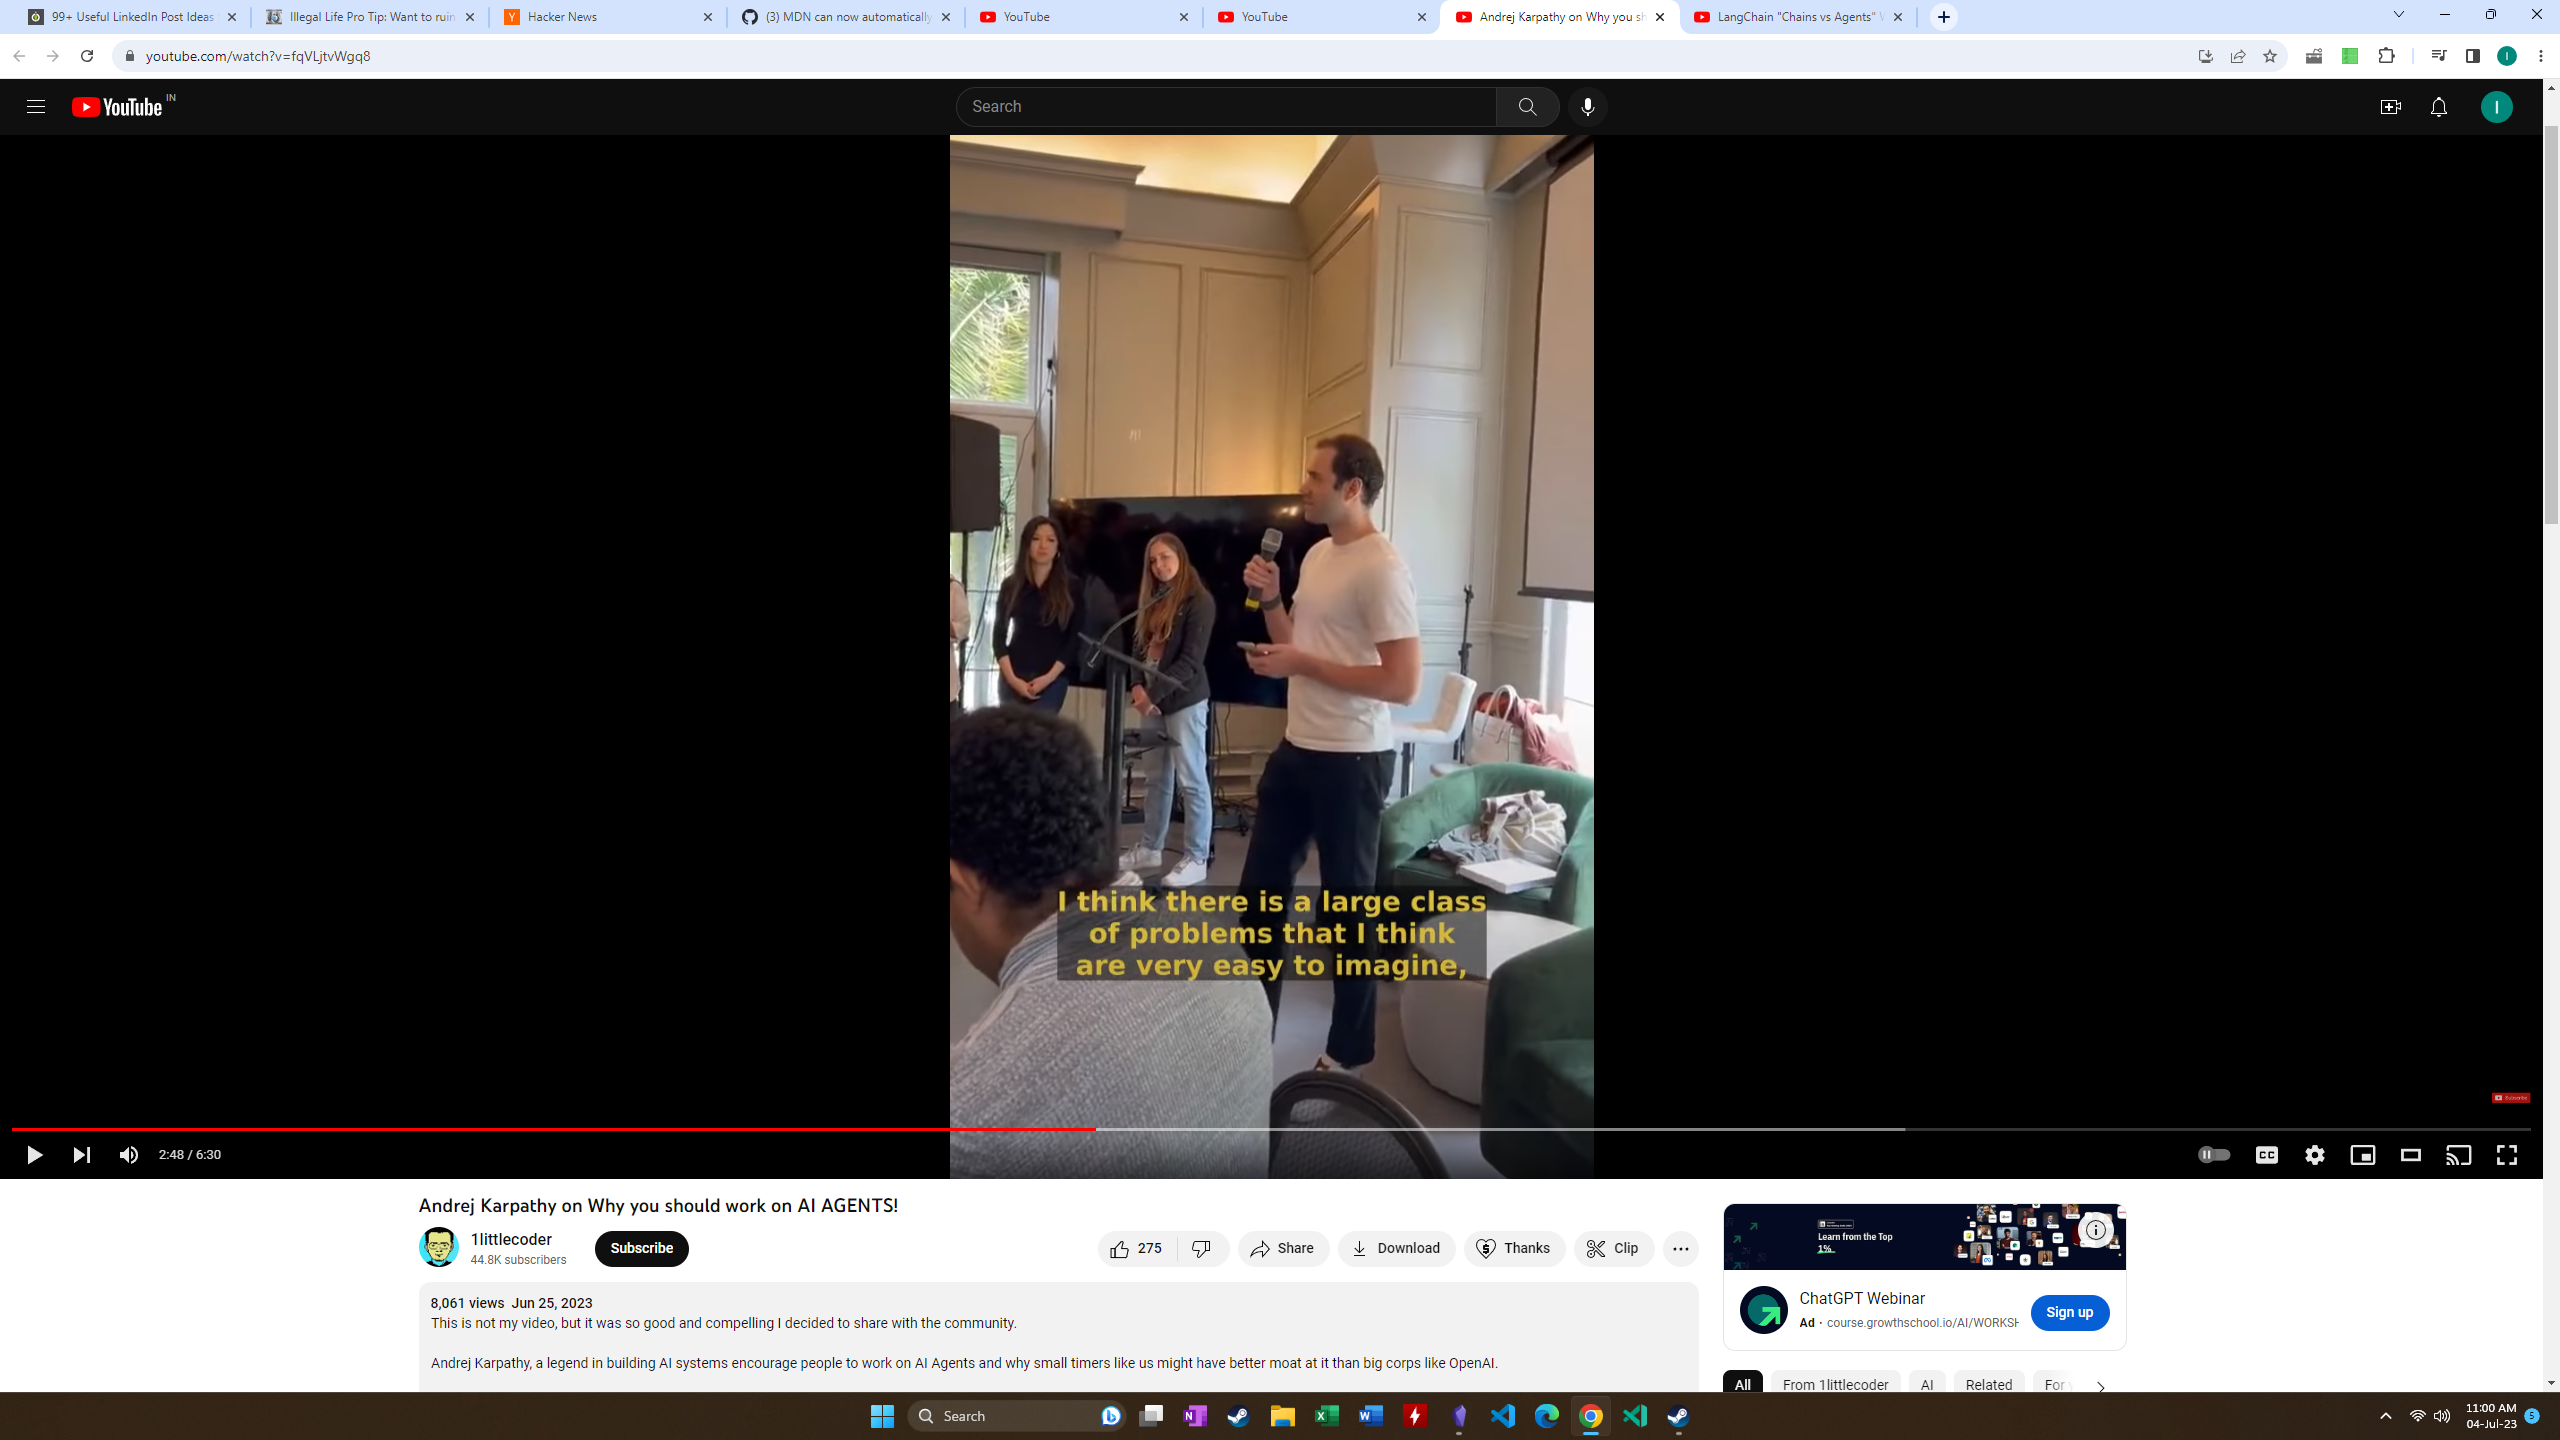 99+ Useful LinkedIn Post Ideas
Illegal Life Pro Tip: Want to ruin
Hacker News
(3) MDN can now automatically
YouTube
YouTube
Andrej Karpathy on Why you sh
LangChain "Chains vs Agents"
youtube.com/watch?v=fqVLjtvWgq8
I
YouTube IN
Search
I
I think there is a large class
of problems that I think
are very easy to imagine,
Subscribe
2:48 / 6:30
CC
Andrej Karpathy on Why you should work on AI AGENTS!
1littlecoder
44.8K subscribers
Subscribe
275
Share
Download
Thanks
Clip
8,061 views Jun 25, 2023
This is not my video, but it was so good and compelling I decided to share with the community.
Andrej Karpathy, a legend in building AI systems encourage people to work on AI Agents and why small timers like us might have better moat at it than big corps like OpenAI.
Learn from the Top
1%
ChatGPT Webinar
Ad · course.growthschool.io/AI/WORKSH
Sign up
All
From 1littlecoder
AI
Related
For
Search
11:00 AM
04-Jul-23
5